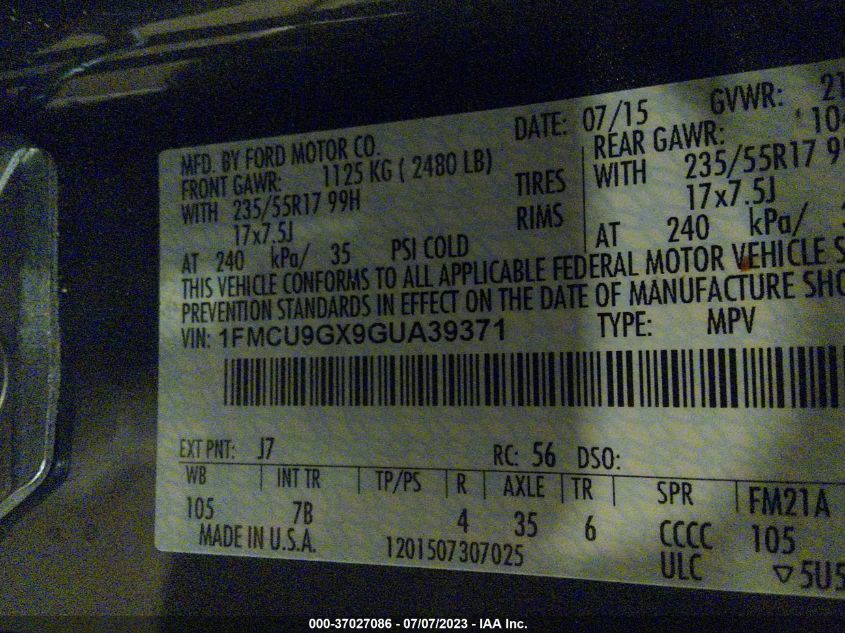 MFD. BY FORD MOTOR CO. DATE: 07/15 GVWR:
FRONT GAWR: 1125 KG ( 2480 LB) REAR GAWR:
WITH 235/55R17 99H TIRES WITH 235/55R17
17x7.5J RIMS 17x7.5J
AT 240 kPa/ 35 PSI COLD AT 240 kPa/
THIS VEHICLE CONFORMS TO ALL APPLICABLE FEDERAL MOTOR VEHICLE
PREVENTION STANDARDS IN EFFECT ON THE DATE OF MANUFACTURE
VIN: 1FMCU9GX9GUA39371 TYPE: MPV
EXT PNT: J7 RC: 56 DSO:
WB INT TR TP/PS R AXLE TR SPR FM21A
105 7B 4 35 6 CCCC 105
MADE IN U.S.A. 1201507307025 ULC ▽5U5
000-37027086 - 07/07/2023 - IAA Inc.